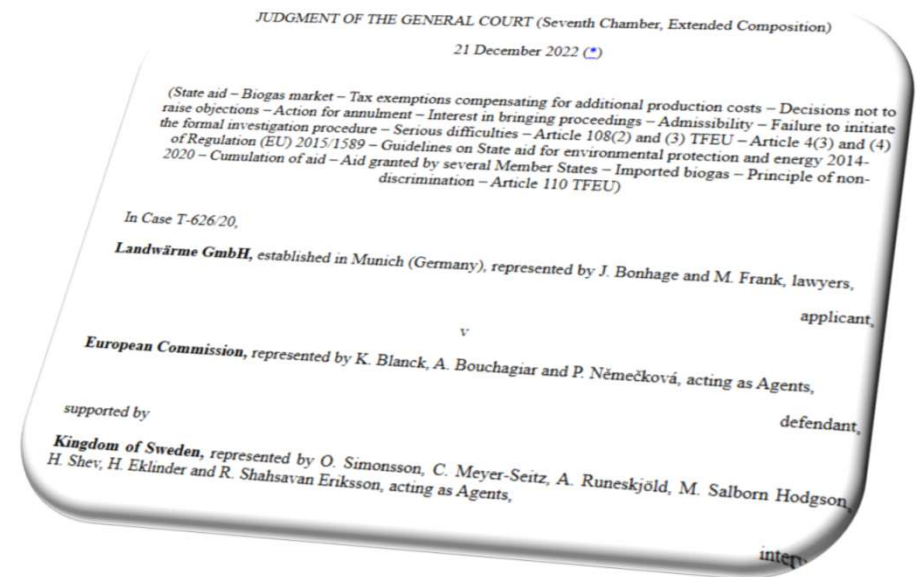 JUDGMENT OF THE GENERAL COURT (Seventh Chamber, Extended Composition)
21 December 2022 (*)
(State aid – Biogas market – Tax exemptions compensating for additional production costs – Decisions not to
raise objections – Action for annulment – Interest in bringing proceedings – Admissibility – Failure to initiate
the formal investigation procedure – Serious difficulties – Article 108(2) and (3) TFEU – Article 4(3) and (4)
of Regulation (EU) 2015/1589 – Guidelines on State aid for environmental protection and energy 2014-
2020 – Cumulation of aid – Aid granted by several Member States – Imported biogas – Principle of non-
discrimination – Article 110 TFEU)
In Case T-626/20,
Landwärme GmbH, established in Munich (Germany), represented by J. Bonhage and M. Frank, lawyers,
applicant,
v
European Commission, represented by K. Blanck, A. Bouchagiar and P. Němečková, acting as Agents,
defendant,
supported by
Kingdom of Sweden, represented by O. Simonsson, C. Meyer-Seitz, A. Runeskjöld, M. Salborn Hodgson,
H. Shev, H. Eklinder and R. Shahsavan Eriksson, acting as Agents,